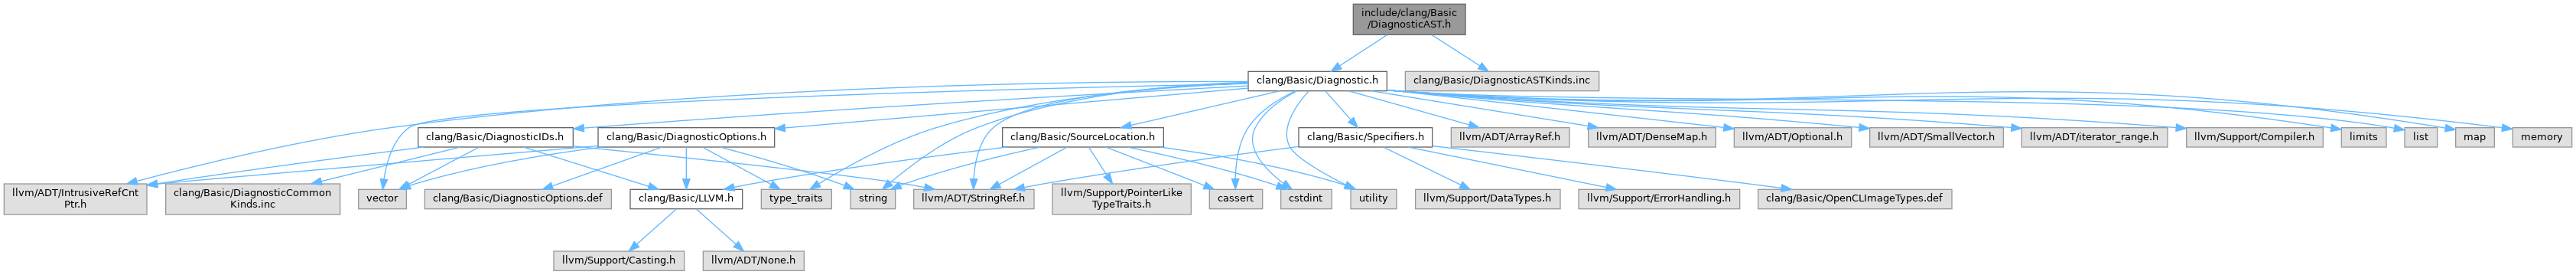 include/clang/Basic
/DiagnosticAST.h
clang/Basic/Diagnostic.h
clang/Basic/DiagnosticASTKinds.inc
clang/Basic/DiagnosticIDs.h
clang/Basic/DiagnosticOptions.h
clang/Basic/SourceLocation.h
clang/Basic/Specifiers.h
llvm/ADT/ArrayRef.h
llvm/ADT/DenseMap.h
llvm/ADT/Optional.h
llvm/ADT/SmallVector.h
llvm/ADT/iterator_range.h
llvm/Support/Compiler.h
limits
list
map
memory
llvm/ADT/IntrusiveRefCnt
Ptr.h
clang/Basic/DiagnosticCommon
Kinds.inc
vector
clang/Basic/DiagnosticOptions.def
clang/Basic/LLVM.h
type_traits
string
llvm/ADT/StringRef.h
llvm/Support/PointerLike
TypeTraits.h
cassert
cstdint
utility
llvm/Support/DataTypes.h
llvm/Support/ErrorHandling.h
clang/Basic/OpenCLImageTypes.def
llvm/Support/Casting.h
llvm/ADT/None.h